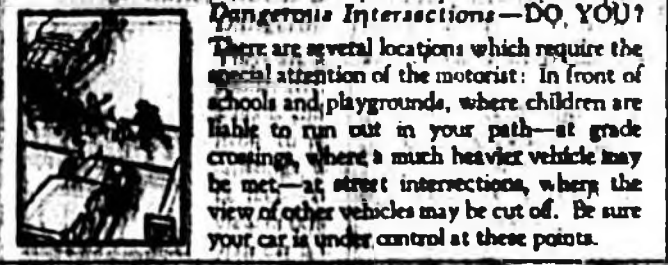 Dangerous Intersections—DO YOU?
There are several locations which require the
special attention of the motorist: In front of
schools and playgrounds, where children are
liable to run out in your path—at grade
crossings, where a much heavier vehicle may
be met—at street intersections, where the
view of other vehicles may be cut off. Be sure
your car is under control at these points.